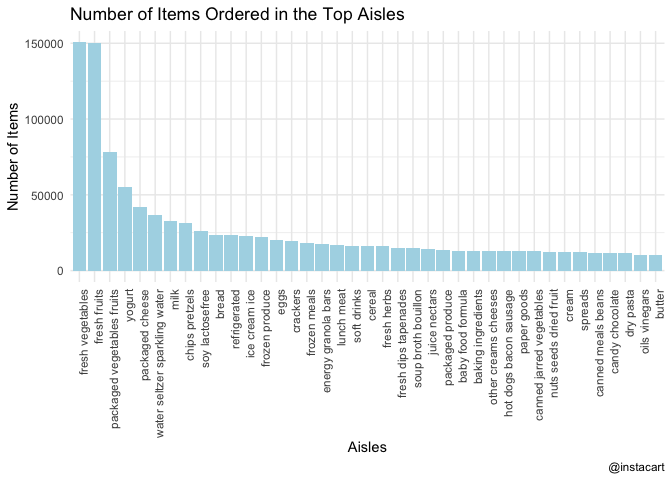 Number of Items Ordered in the Top Aisles
Number of Items
150000
100000
50000
0
fresh vegetables
fresh fruits
packaged vegetables fruits
yogurt
packaged cheese
water seltzer sparkling water
milk
chips pretzels
soy lactosefree
bread
refrigerated
ice cream ice
frozen produce
eggs
crackers
frozen meals
energy granola bars
lunch meat
soft drinks
cereal
fresh herbs
fresh dips tapenades
soup broth bouillon
juice nectars
packaged produce
baby food formula
baking ingredients
other creams cheeses
hot dogs bacon sausage
paper goods
canned jarred vegetables
nuts seeds dried fruit
cream
spreads
canned meals beans
candy chocolate
dry pasta
oils vinegars
butter
Aisles
@instacart